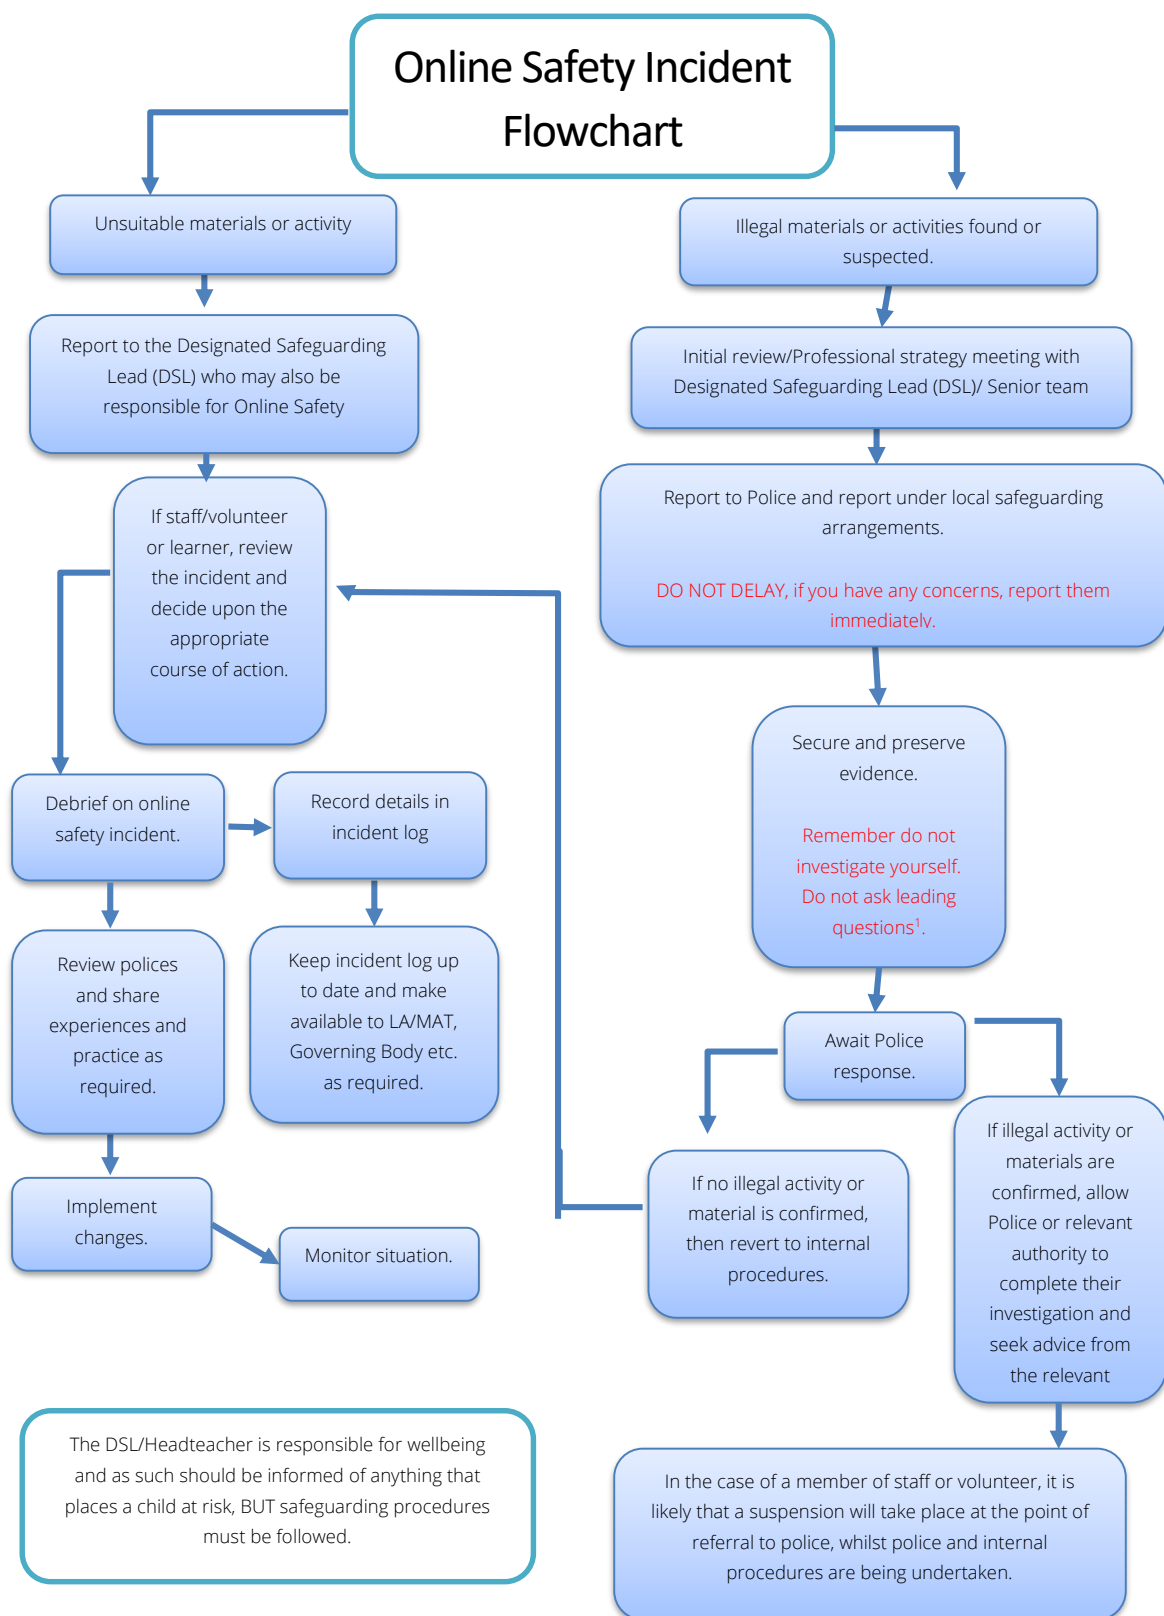 Online Safety Incident
Flowchart
Unsuitable materials or activity
Report to the Designated Safeguarding
Lead (DSL) who may also be
responsible for Online Safety
If staff/volunteer
or learner, review
the incident and
decide upon the
appropriate
course of action.
Debrief on online
safety incident.
Record details in
incident log
Review polices
and share
experiences and
practice as
required.
Keep incident log up
to date and make
available to LA/MAT,
Governing Body etc.
as required.
Implement
changes.
Monitor situation.
Illegal materials or activities found or
suspected.
Initial review/Professional strategy meeting with
Designated Safeguarding Lead (DSL)/ Senior team
Report to Police and report under local safeguarding
arrangements.
DO NOT DELAY, if you have any concerns, report them
immediately.
Secure and preserve
evidence.
Remember do not
investigate yourself.
Do not ask leading
questions¹.
Await Police
response.
If no illegal activity or
material is confirmed,
then revert to internal
procedures.
If illegal activity or
materials are
confirmed, allow
Police or relevant
authority to
complete their
investigation and
seek advice from
the relevant
In the case of a member of staff or volunteer, it is
likely that a suspension will take place at the point of
referral to police, whilst police and internal
procedures are being undertaken.
The DSL/Headteacher is responsible for wellbeing
and as such should be informed of anything that
places a child at risk, BUT safeguarding procedures
must be followed.